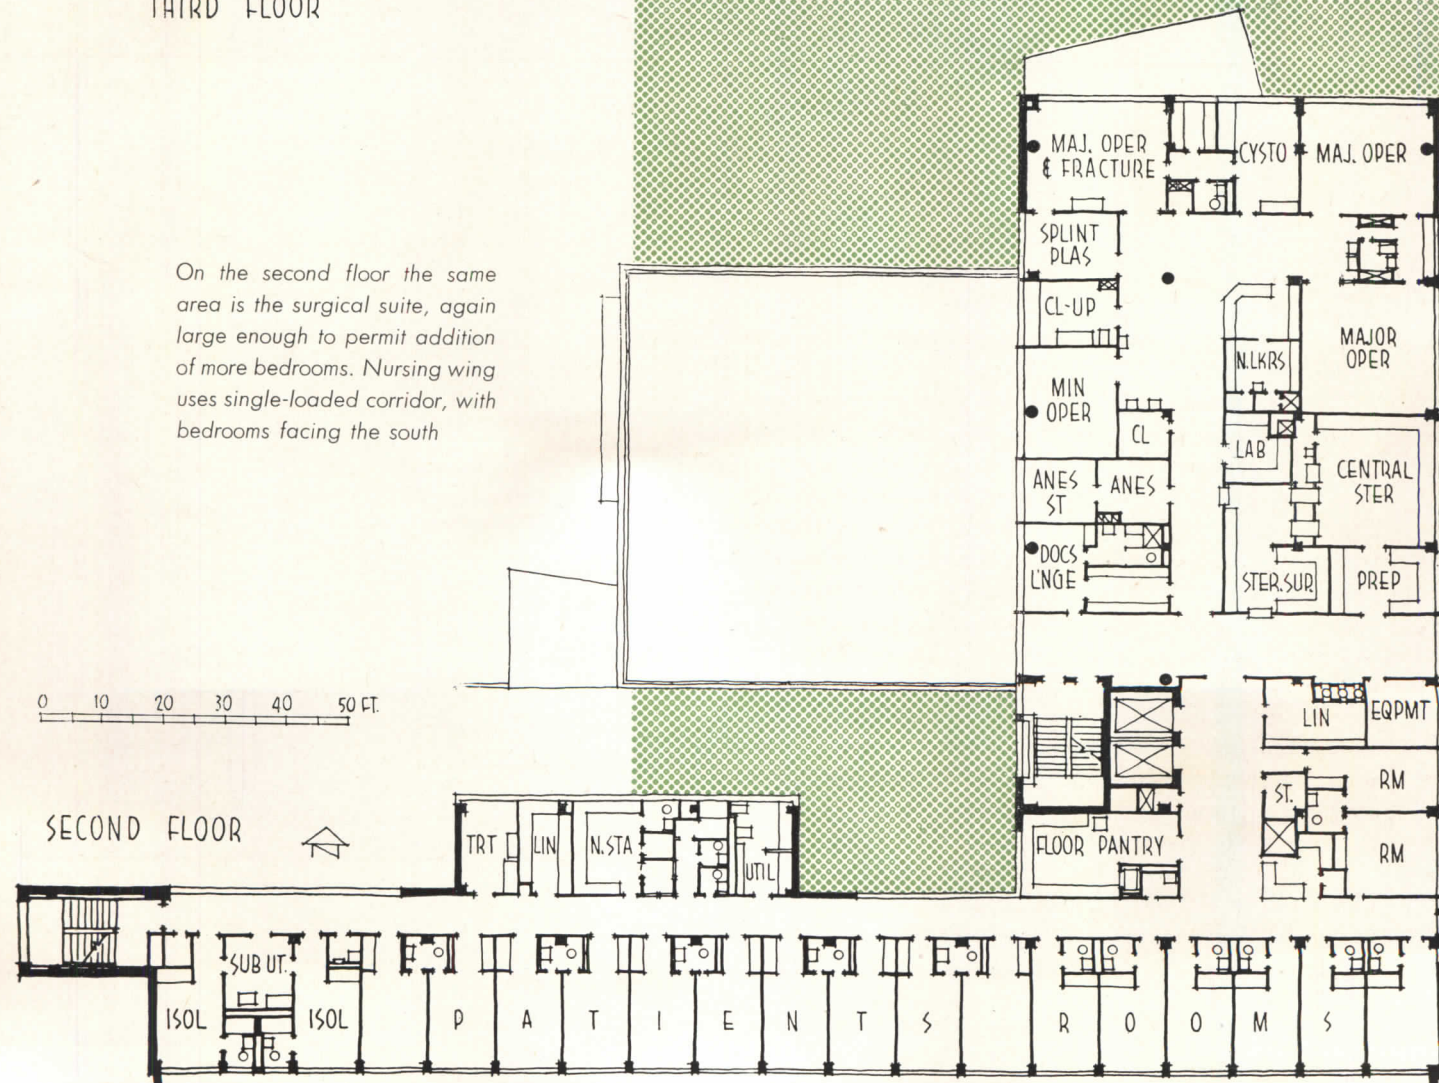 THIRD FLOOR
MAJ. OPER
& FRACTURE
CYSTO
MAJ. OPER
SPLINT
PLAS
CL-UP
On the second floor the same
area is the surgical suite, again
large enough to permit addition
of more bedrooms. Nursing wing
uses single-loaded corridor, with
bedrooms facing the south
N.LKRS
MAJOR
OPER
MIN
OPER
CL
LAB
CENTRAL
STER
ANES
ST
ANES
DOCS
L'NGE
STER.SUP.
PREP
0 10 20 30 40 50 FT.
LIN
EQPMT
ST.
RM
SECOND FLOOR
TRT
LIN
N.STA
UTIL
FLOOR PANTRY
RM
SUB UT.
ISOL
ISOL
PATIENTS ROOMS